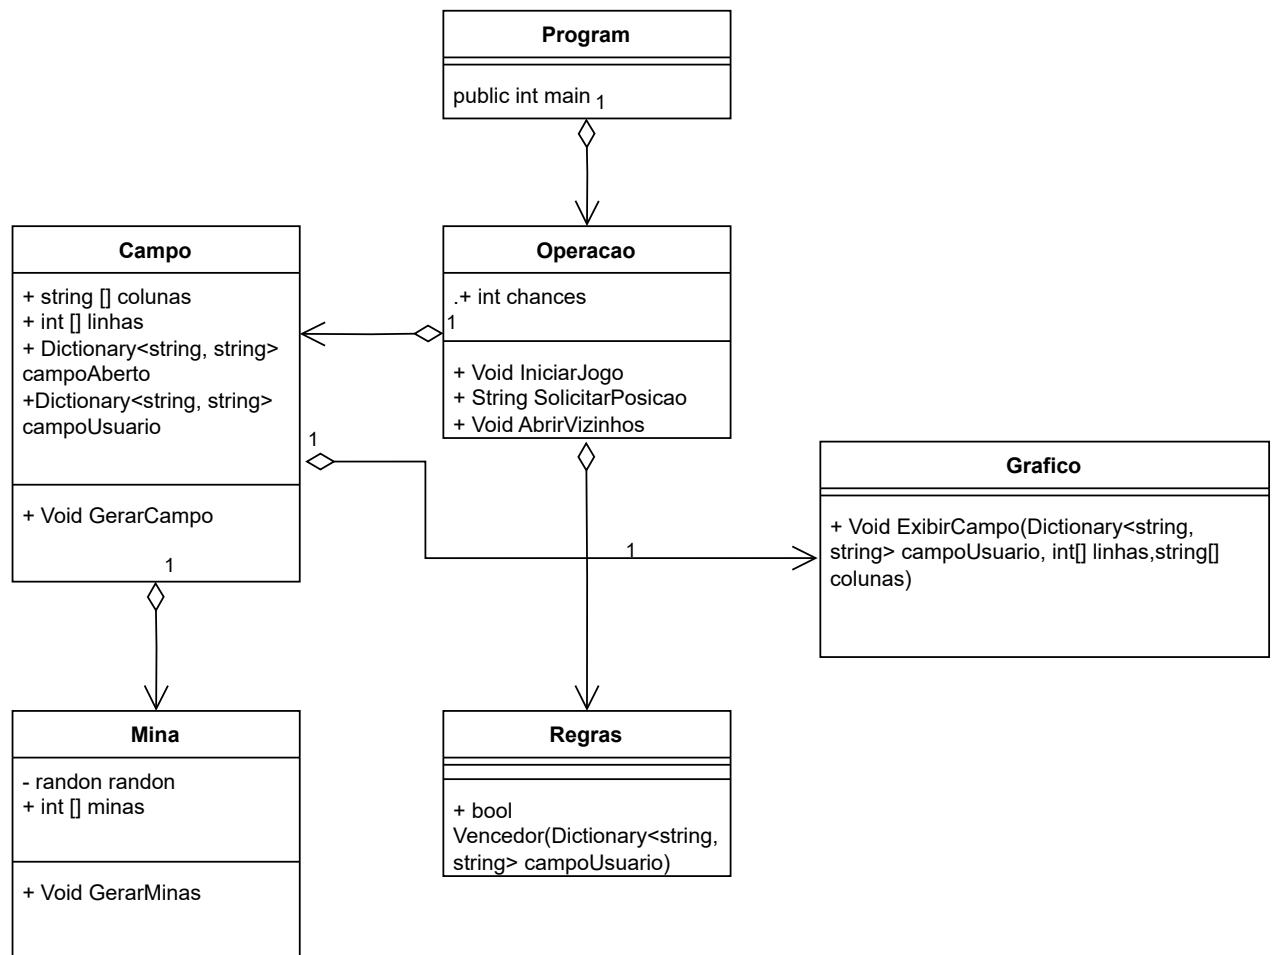 Program
public int main
1
Campo
+ string [] colunas
+ int [] linhas
+ Dictionary<string, string>
campoAberto
+Dictionary<string, string>
campoUsuario
+ Void GerarCampo
1
1
Operacao
.+ int chances
1
+ Void IniciarJogo
+ String SolicitarPosicao
+ Void AbrirVizinhos
1
Grafico
+ Void ExibirCampo(Dictionary<string,
string> campoUsuario, int[] linhas,string[]
colunas)
Mina
- randon randon
+ int [] minas
+ Void GerarMinas
Regras
+ bool
Vencedor(Dictionary<string,
string> campoUsuario)